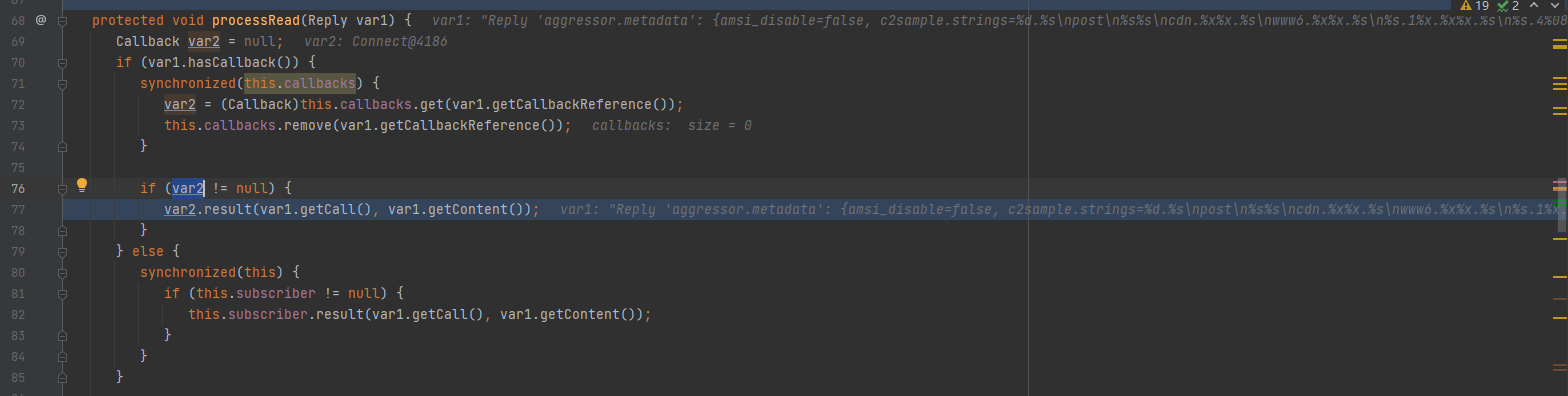 68 @ protected void processRead(Reply var1) { var1: "Reply 'aggressor.metadata': {amsi_disable=false, c2sample.strings=%d.%s\npost\n%s%s\ncdn.%x%x.%s\nwww6.%x%x.%s\n%s.1%x.%x%x.%s\n%s.4%08
19 2
69 Callback var2 = null; var2: Connect@4186
70 if (var1.hasCallback()) {
71 synchronized(this.callbacks) {
72 var2 = (Callback)this.callbacks.get(var1.getCallbackReference());
73 this.callbacks.remove(var1.getCallbackReference()); callbacks: size = 0
74 }
75
76 if (var2 != null) {
77 var2.result(var1.getCall(), var1.getContent()); var1: "Reply 'aggressor.metadata': {amsi_disable=false, c2sample.strings=%d.%s\npost\n%s%s\ncdn.%x%x.%s\nwww6.%x%x.%s\n%s.1%x.
78 }
79 } else {
80 synchronized(this) {
81 if (this.subscriber != null) {
82 this.subscriber.result(var1.getCall(), var1.getContent());
83 }
84 }
85 }